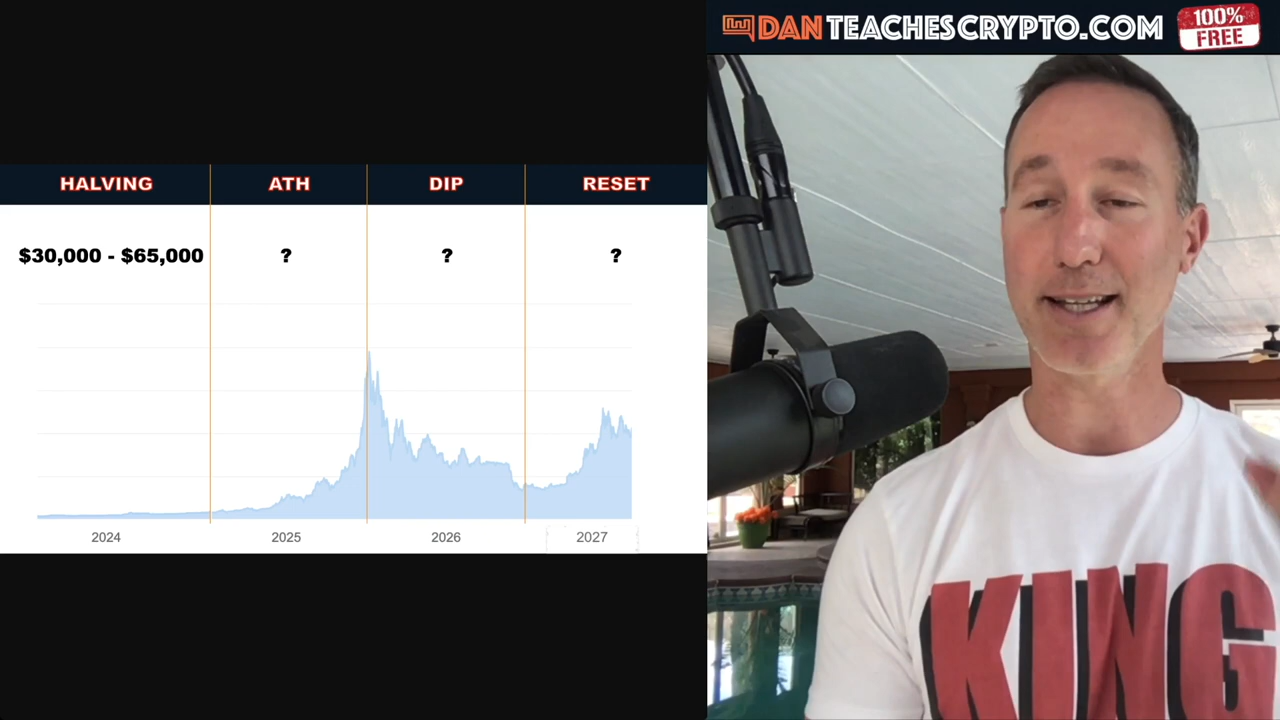 DANTEACHESCRYPTO.COM
100%
FREE
HALVING ATH DIP RESET
$30,000 - $65,000 ? ? ?
2024 2025 2026 2027
KING